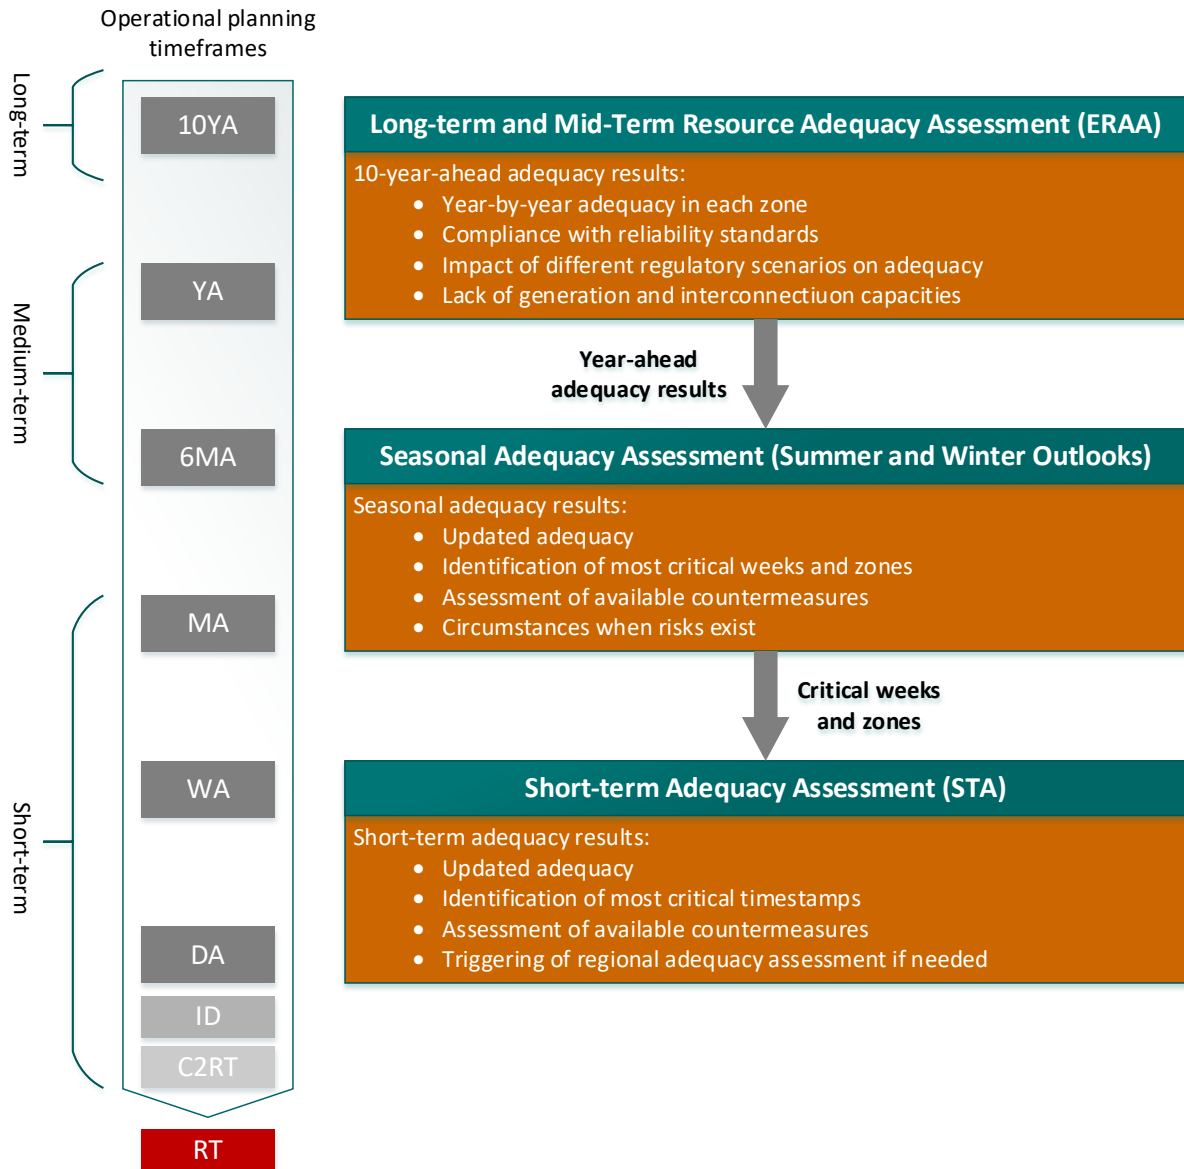 Operational planning
timeframes
Long-term
10YA
Medium-term
YA
6MA
Short-term
MA
WA
DA
ID
C2RT
RT
Long-term and Mid-Term Resource Adequacy Assessment (ERAA)
10-year-ahead adequacy results:
• Year-by-year adequacy in each zone
• Compliance with reliability standards
• Impact of different regulatory scenarios on adequacy
• Lack of generation and interconnectiuon capacities
Year-ahead
adequacy results
Seasonal Adequacy Assessment (Summer and Winter Outlooks)
Seasonal adequacy results:
• Updated adequacy
• Identification of most critical weeks and zones
• Assessment of available countermeasures
• Circumstances when risks exist
Critical weeks
and zones
Short-term Adequacy Assessment (STA)
Short-term adequacy results:
• Updated adequacy
• Identification of most critical timestamps
• Assessment of available countermeasures
• Triggering of regional adequacy assessment if needed